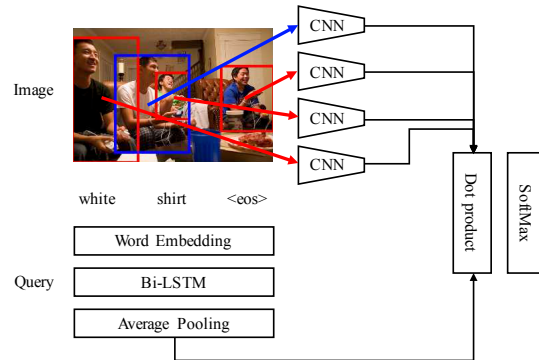 Image
CNN
CNN
CNN
CNN
white shirt <eos>
Query
Word Embedding
Bi-LSTM
Average Pooling
Dot product
SoftMax